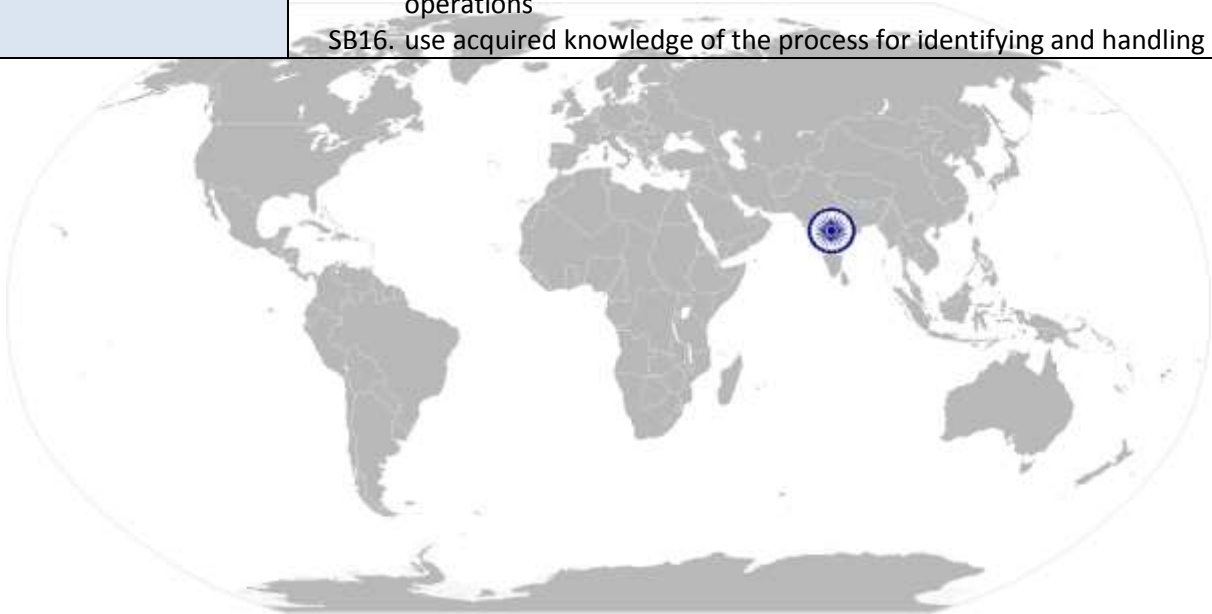 operations
SB16. use acquired knowledge of the process for identifying and handling